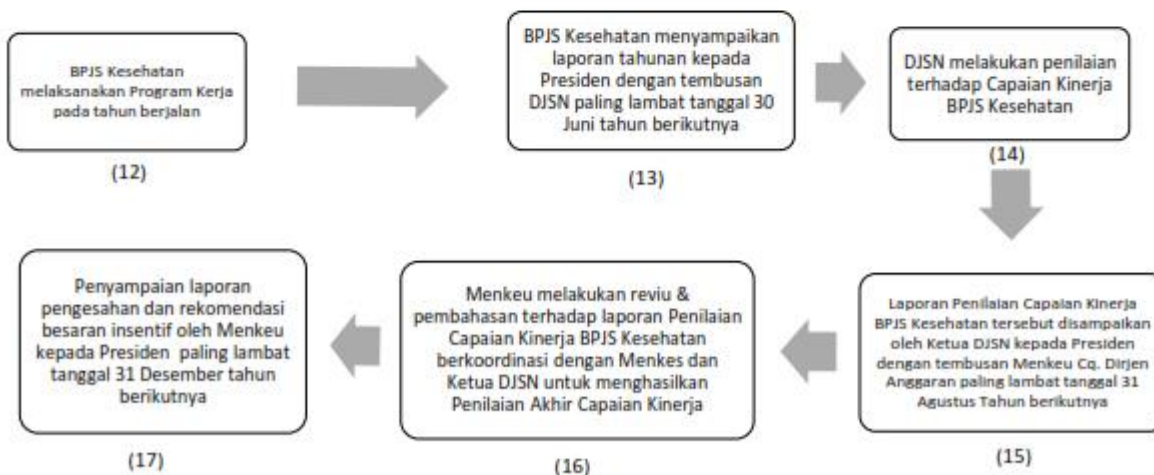 BPJS Kesehatan
melaksanakan Program Kerja
pada tahun berjalan
(12)
BPJS Kesehatan menyampaikan
laporan tahunan kepada
Presiden dengan tembusan
DJSN paling lambat tanggal 30
Juni tahun berikutnya
(13)
DJSN melakukan penilaian
terhadap Capaian Kinerja
BPJS Kesehatan
(14)
Laporan Penilaian Capaian Kinerja
BPJS Kesehatan tersebut disampaikan
oleh Ketua DJSN kepada Presiden
dengan tembusan Menkeu Cq. Dirjen
Anggaran paling lambat tanggal 31
Agustus Tahun berikutnya
(15)
Menkeu melakukan reviu &
pembahasan terhadap laporan Penilaian
Capaian Kinerja BPJS Kesehatan
berkoordinasi dengan Menkes dan
Ketua DJSN untuk menghasilkan
Penilaian Akhir Capaian Kinerja
(16)
Penyampaian laporan
pengesahan dan rekomendasi
besaran insentif oleh Menkeu
kepada Presiden paling lambat
tanggal 31 Desember tahun
berikutnya
(17)